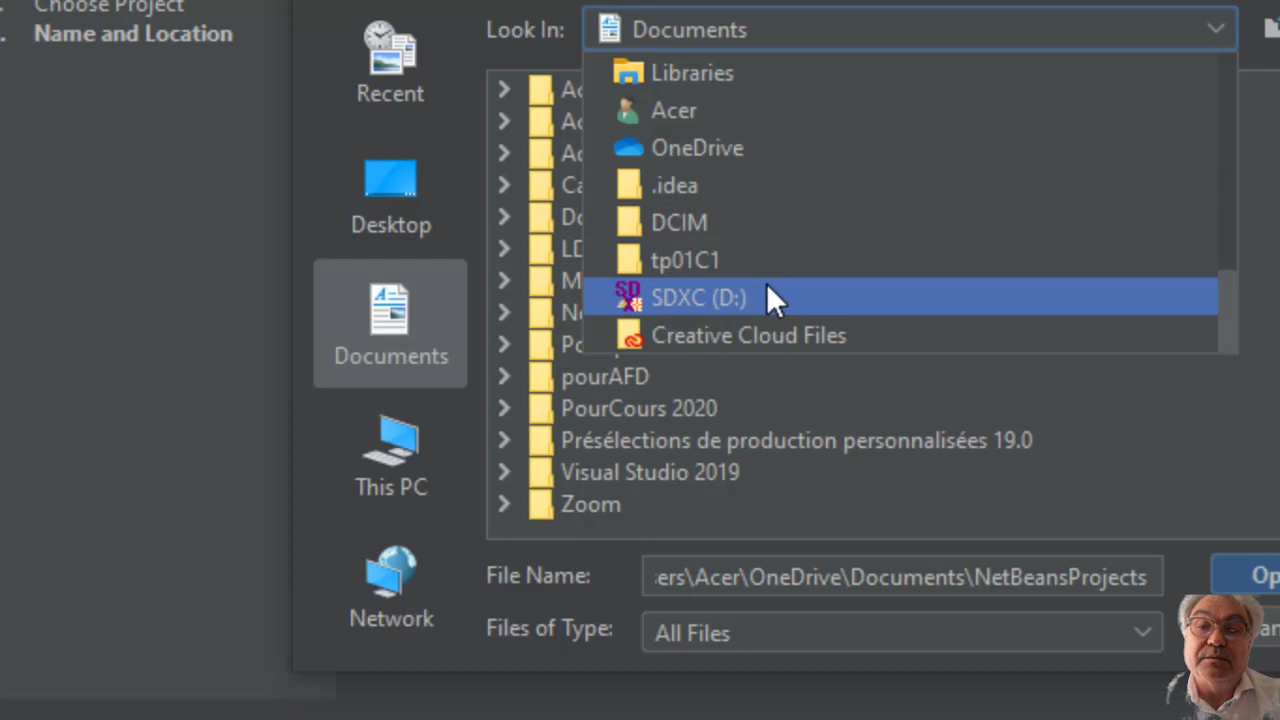 Choose Project
Name and Location
Recent
Desktop
Documents
This PC
Network
Look In:
Documents
Libraries
Acer
OneDrive
.idea
DCIM
tp01C1
SDXC (D:)
Creative Cloud Files
pourAFD
PourCours 2020
Présélections de production personnalisées 19.0
Visual Studio 2019
Zoom
File Name:
:ers\Acer\OneDrive\Documents\NetBeansProjects
Op
Files of Type:
All Files